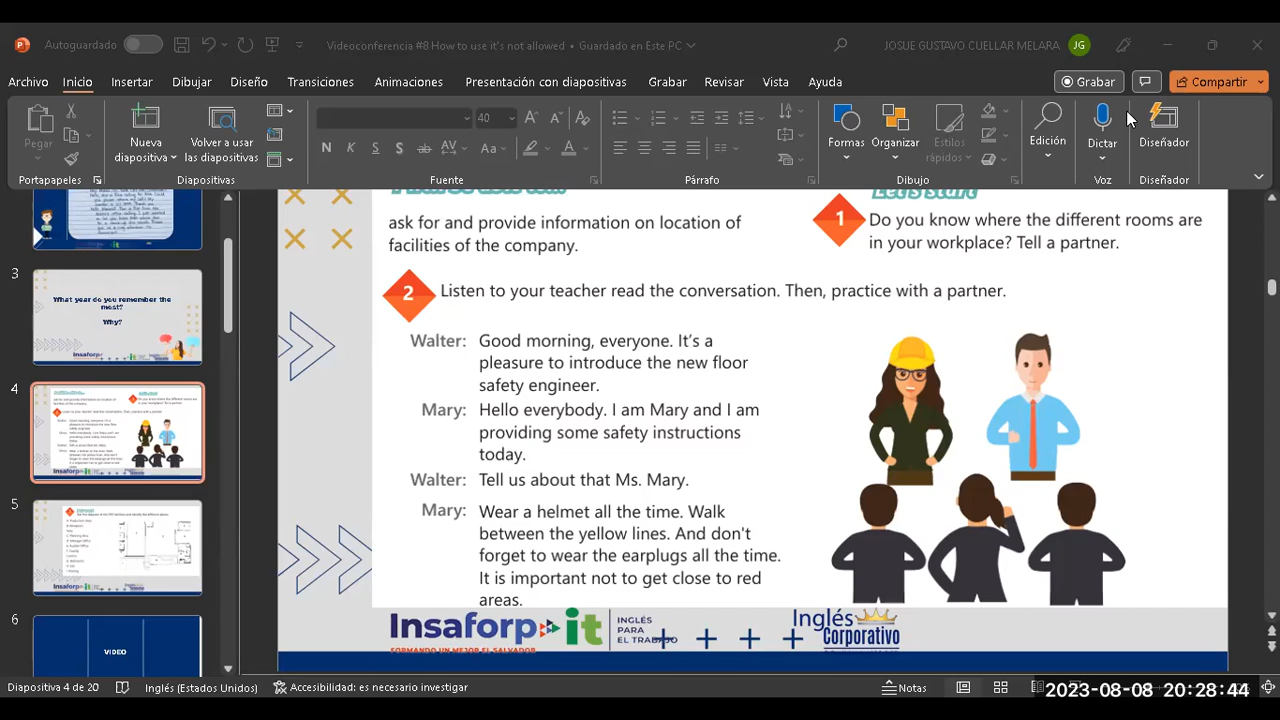 Autoguardado
Videoconferencia #8 How to use it's not allowed • Guardado en Este PC
JOSUE GUSTAVO CUELLAR MELARA
JG
Archivo
Inicio
Insertar
Dibujar
Diseño
Transiciones
Animaciones
Presentación con diapositivas
Grabar
Revisar
Vista
Ayuda
Grabar
Compartir
Pegar
Nueva
diapositiva
Volver a usar
las diapositivas
40
N K S S ab AV Aa A
Formas
Organizar
Estilos
rápidos
Edición
Dictar
Diseñador
Portapapeles
Diapositivas
Fuente
Párrafo
Dibujo
Voz
Diseñador
3
What year do you remember the
most?
Why?
4
5
6
VIDEO
ask for and provide information on location of
facilities of the company.
Let's start
1
Do you know where the different rooms are
in your workplace? Tell a partner.
2
Listen to your teacher read the conversation. Then, practice with a partner.
Walter: Good morning, everyone. It's a
pleasure to introduce the new floor
safety engineer.
Mary: Hello everybody. I am Mary and I am
providing some safety instructions
today.
Walter: Tell us about that Ms. Mary.
Mary: Wear a helmet all the time. Walk
between the yellow lines. And don't
forget to wear the earplugs all the time.
It is important not to get close to red
areas.
Insaforp it
FORMANDO UN MEJOR EL SALVADOR
INGLÉS
PARA
EL TRABAJO
Inglés
Corporativo
Diapositiva 4 de 20
Inglés (Estados Unidos)
Accesibilidad: es necesario investigar
Notas
2023-08-08 20:28:44